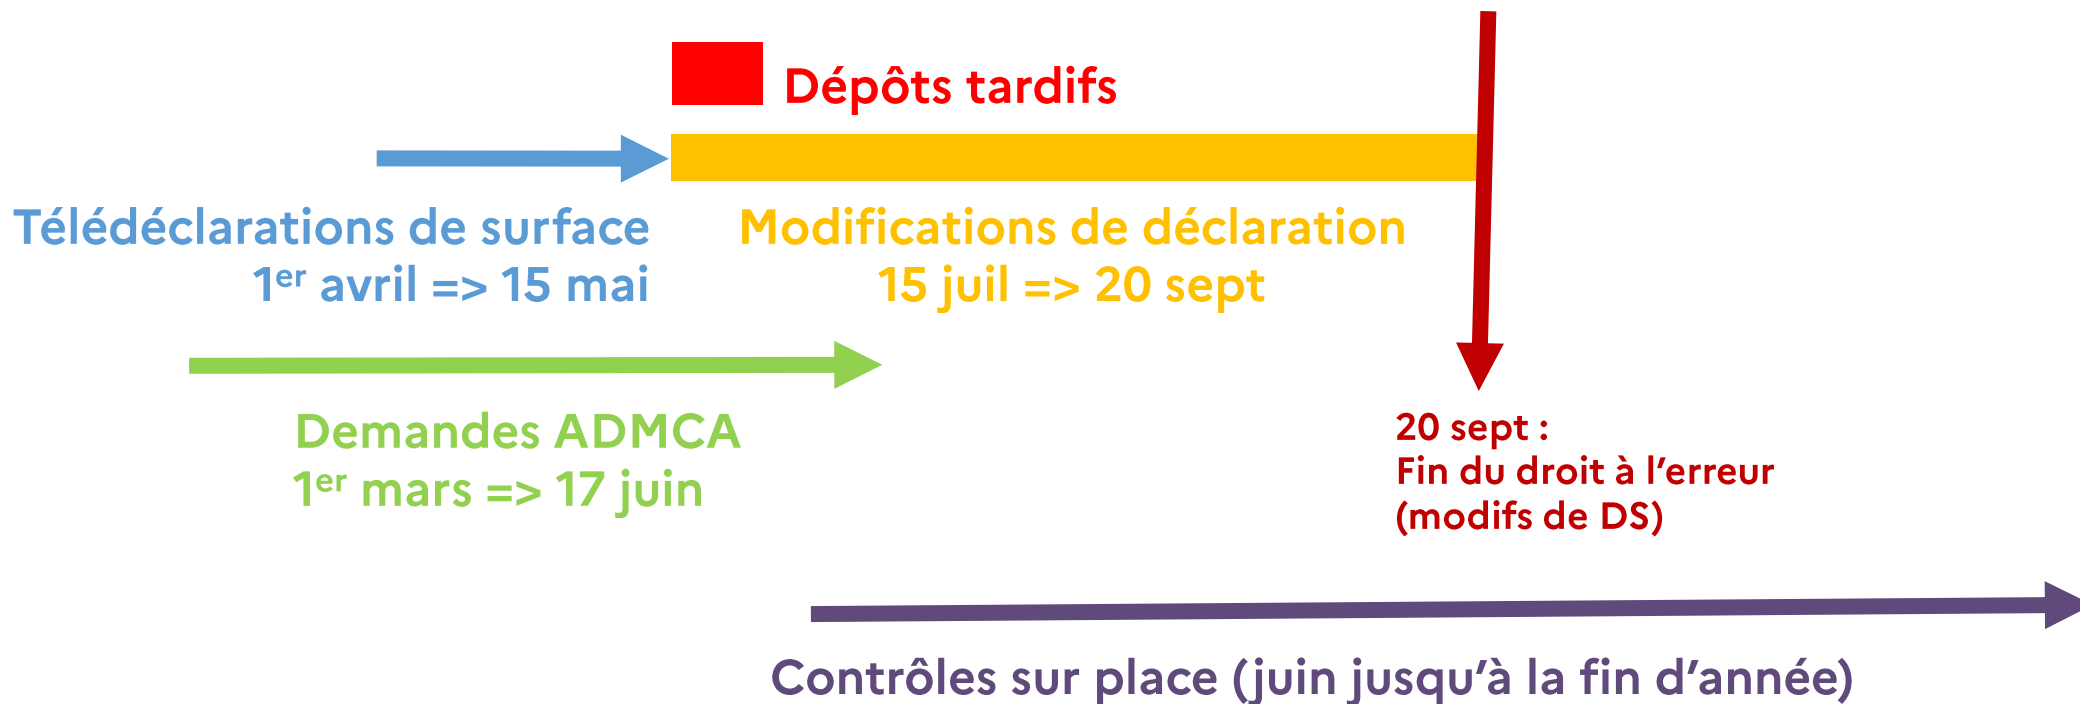 Dépôts tardifs
Télédéclarations de surface
1er avril => 15 mai
Modifications de déclaration
15 juil => 20 sept
Demandes ADMCA
1er mars => 17 juin
20 sept :
Fin du droit à l’erreur
(modifs de DS)
Contrôles sur place (juin jusqu’à la fin d’année)